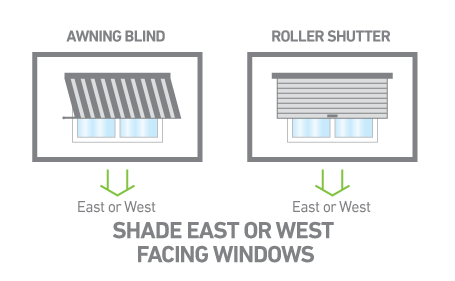 AWNING BLIND
ROLLER SHUTTER
East or West
East or West
SHADE EAST OR WEST
FACING WINDOWS